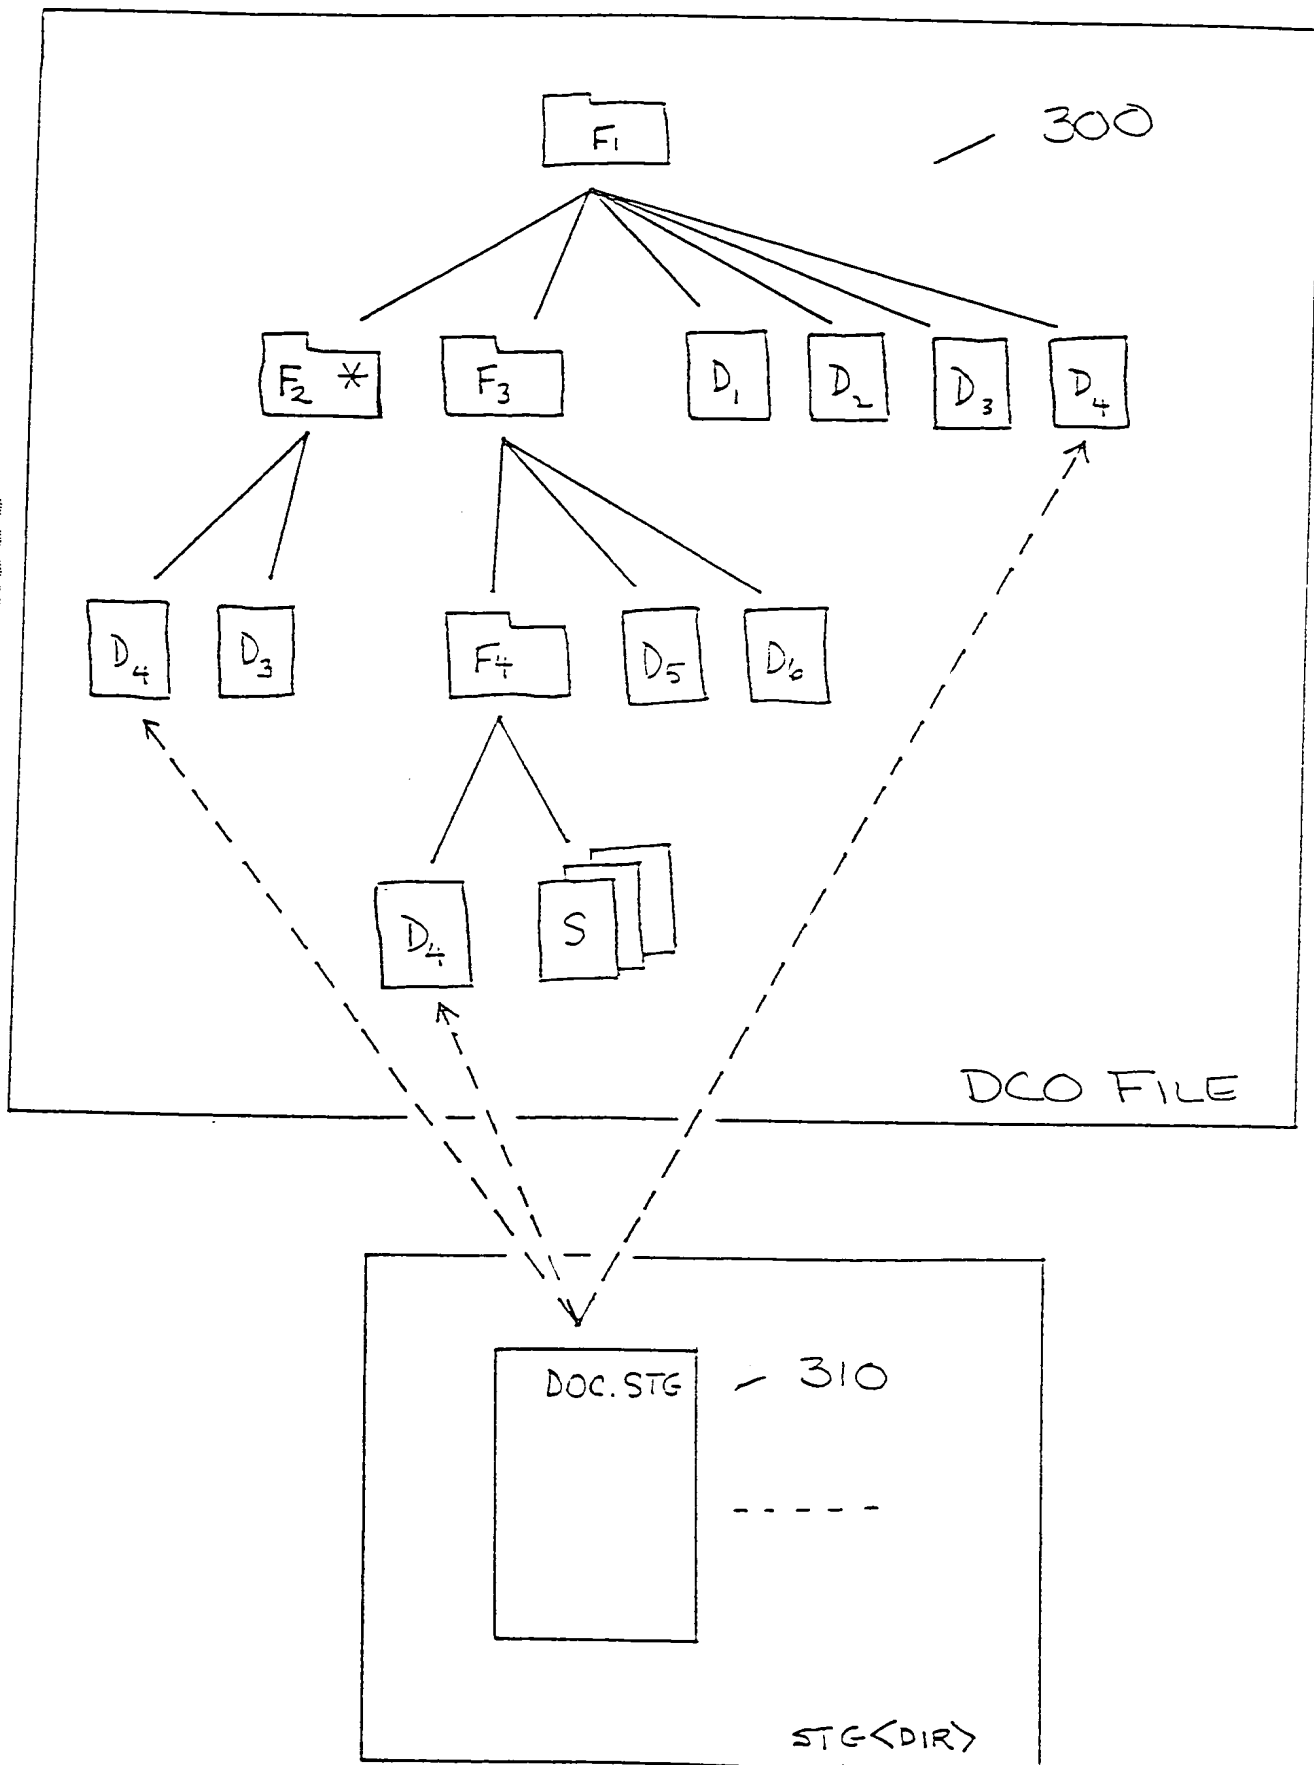 F1
300
F2 *
F3
D1
D2
D3
D4
D4
D3
F4
D5
D6
D4
S
DCO FILE
DOC.STG
310
STG<DIR>